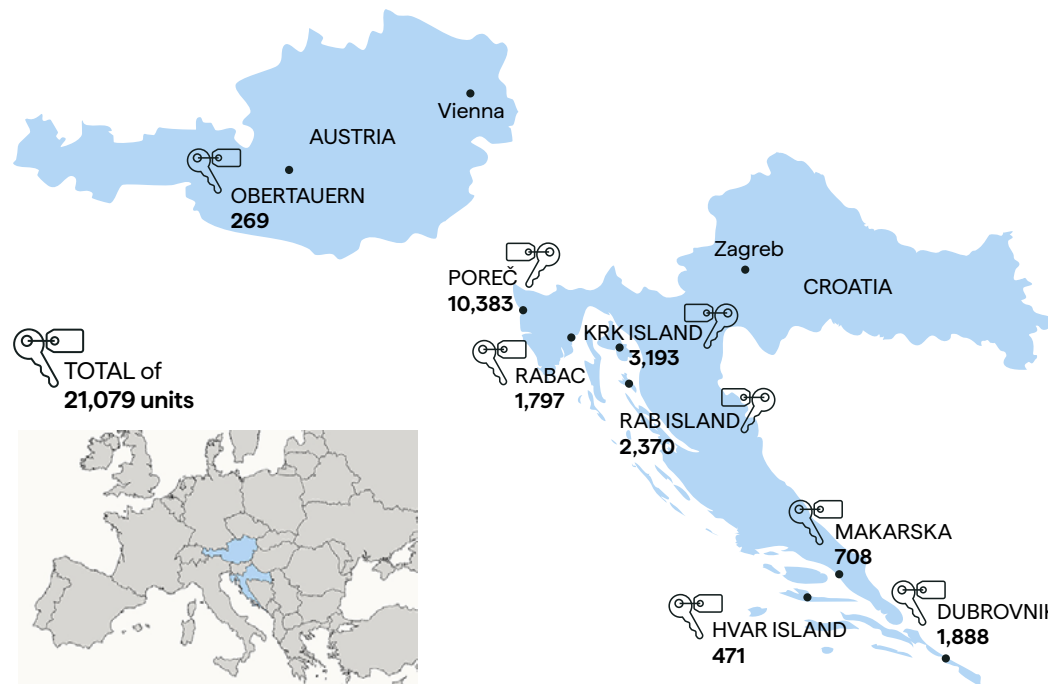 Vienna
AUSTRIA
OBERTAUERN
269
Zagreb
CROATIA
POREČ
10,383
KRK ISLAND
3,193
TOTAL of
21,079 units
RABAC
1,797
RAB ISLAND
2,370
MAKARSKA
708
HVAR ISLAND
471
DUBROVNIK
1,888